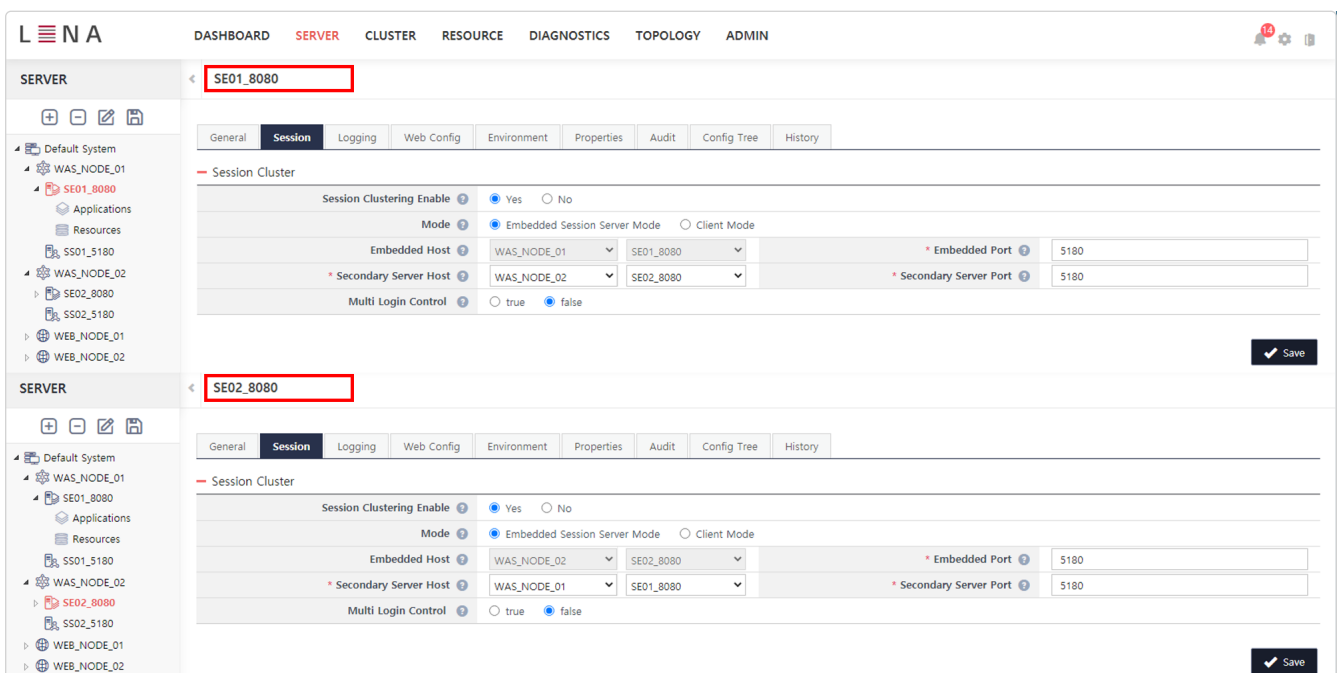 LENA DASHBOARD SERVER CLUSTER RESOURCE DIAGNOSTICS TOPOLOGY ADMIN 14
SERVER
SE01_8080
Default System
WAS_NODE_01
SE01_8080
Applications
Resources
SS01_5180
WAS_NODE_02
SE02_8080
SS02_5180
WEB_NODE_01
WEB_NODE_02
General Session Logging Web Config Environment Properties Audit Config Tree History
Session Cluster
Session Clustering Enable ? Yes No
Mode ? Embedded Session Server Mode Client Mode
Embedded Host ? WAS_NODE_01 SE01_8080 * Embedded Port ? 5180
* Secondary Server Host ? WAS_NODE_02 SE02_8080 * Secondary Server Port ? 5180
Multi Login Control ? true false
Save
SERVER
SE02_8080
Default System
WAS_NODE_01
SE01_8080
Applications
Resources
SS01_5180
WAS_NODE_02
SE02_8080
SS02_5180
WEB_NODE_01
WEB_NODE_02
General Session Logging Web Config Environment Properties Audit Config Tree History
Session Cluster
Session Clustering Enable ? Yes No
Mode ? Embedded Session Server Mode Client Mode
Embedded Host ? WAS_NODE_02 SE02_8080 * Embedded Port ? 5180
* Secondary Server Host ? WAS_NODE_01 SE01_8080 * Secondary Server Port ? 5180
Multi Login Control ? true false
Save